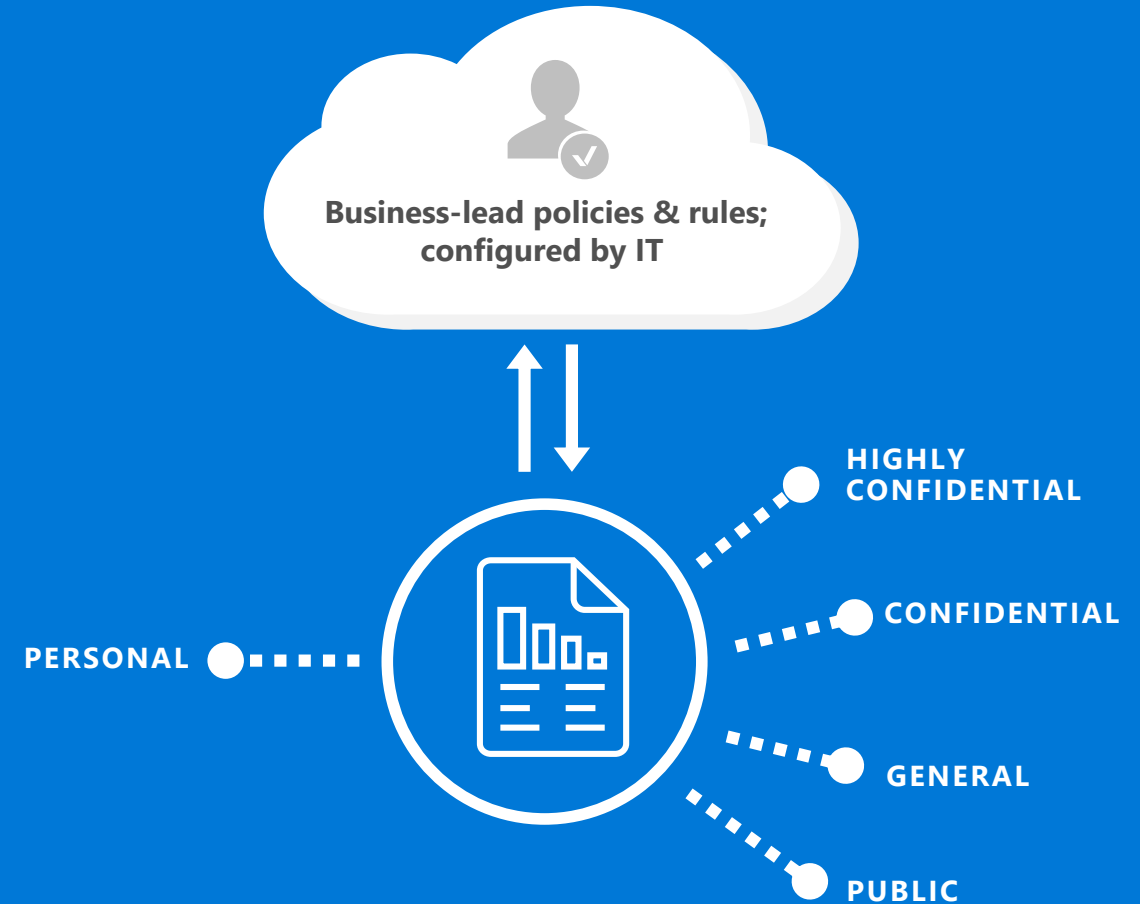 Business-lead policies & rules;
configured by IT
HIGHLY
CONFIDENTIAL
CONFIDENTIAL
PERSONAL
GENERAL
PUBLIC